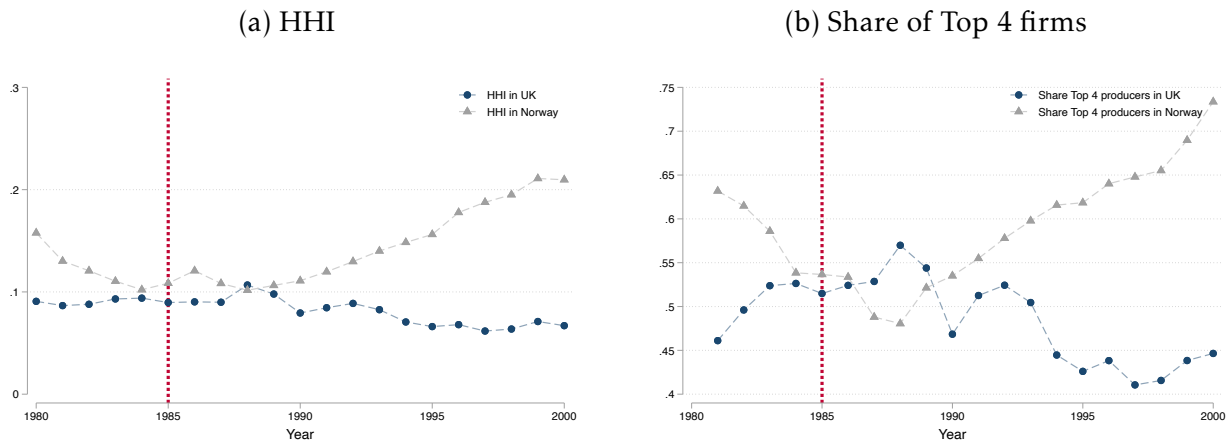 (a) HHI
.3
.2
.1
0
1980 1985 1990 1995 2000
Year
HHI in UK
HHI in Norway
(b) Share of Top 4 firms
.75
.7
.65
.6
.55
.5
.45
.4
1980 1985 1990 1995 2000
Year
Share Top 4 producers in UK
Share Top 4 producers in Norway